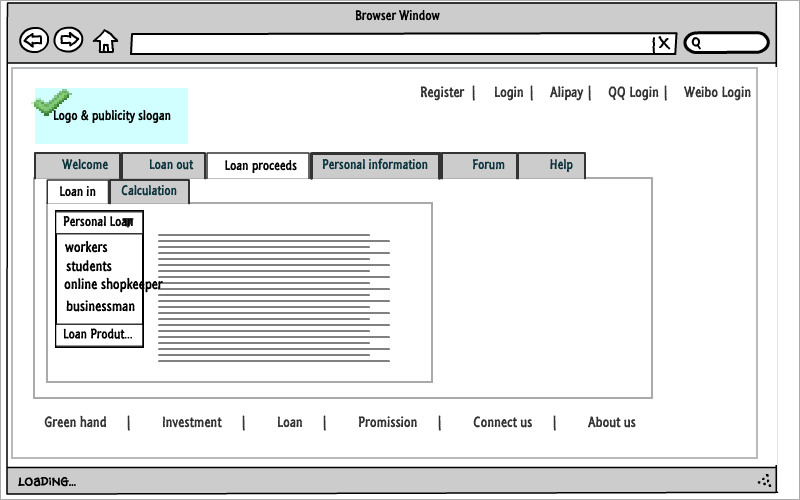 Browser Window
X
Register | Login | Alipay | QQ Login | Weibo Login
Logo & publicity slogan
Welcome Loan out Loan proceeds Personal information Forum Help
Loan in Calculation
Personal Loan
workers
students
online shopkeeper
businessman
Loan Produt...
Green hand | Investment | Loan | Promission | Connect us | About us
LOADING...